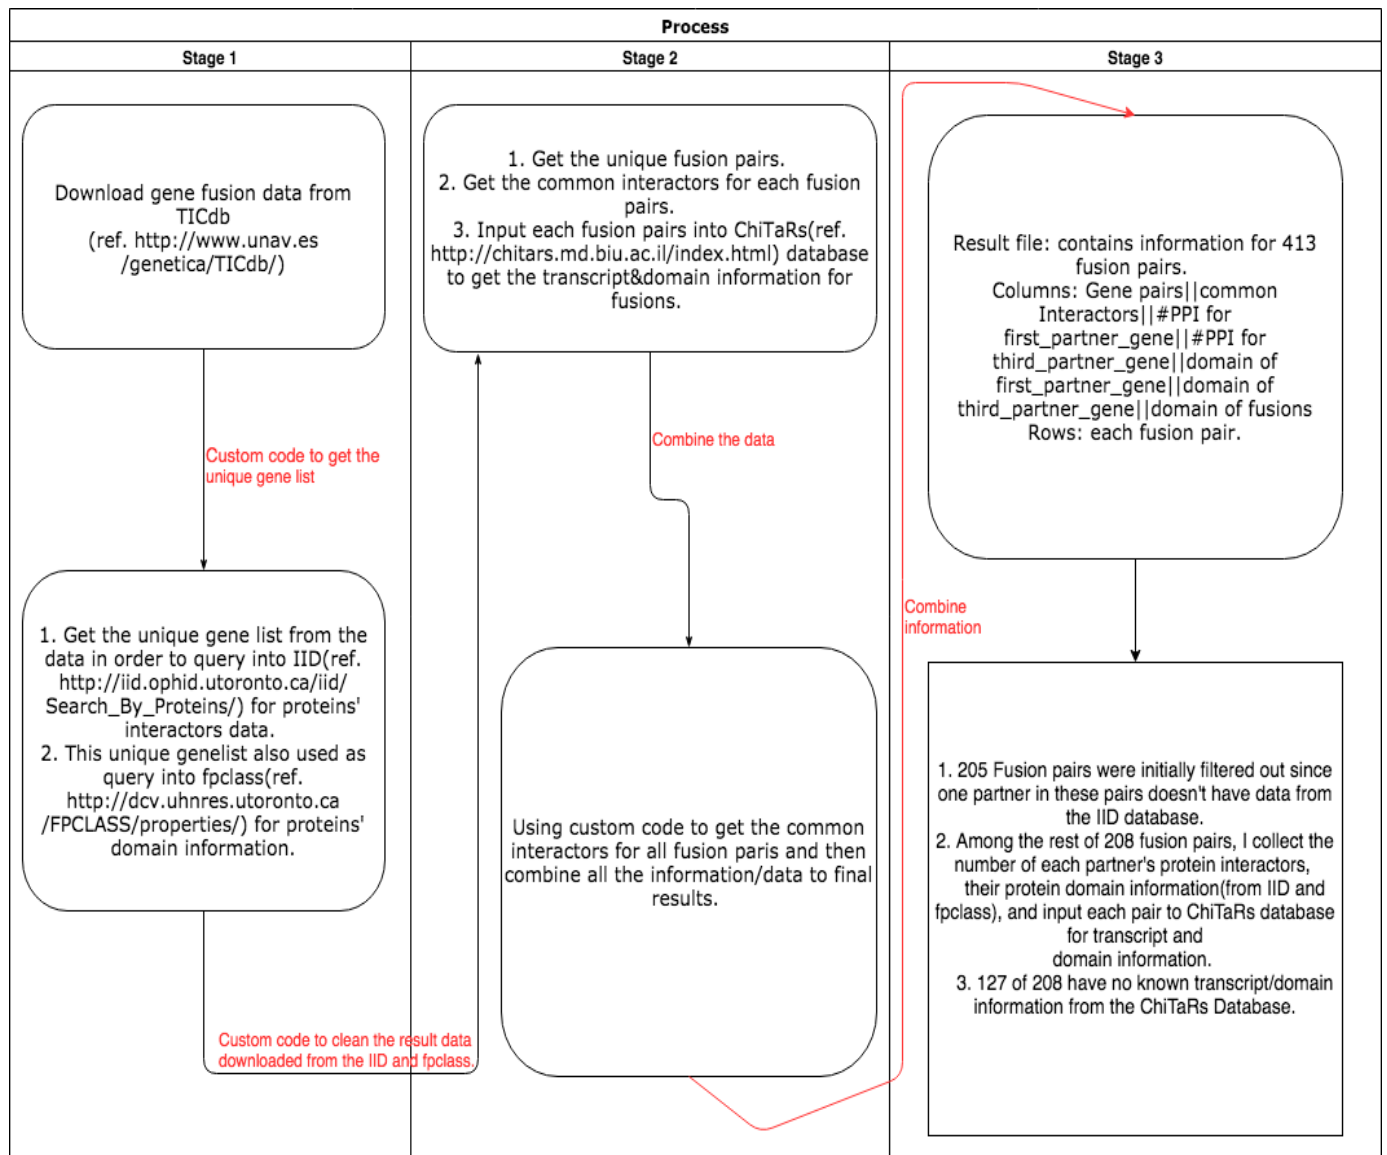 Process
Stage 1
Stage 2
Stage 3
Download gene fusion data from
TICdb
(ref. http://www.unav.es
/genetica/TICdb/)
Custom code to get the
unique gene list
1. Get the unique gene list from the
data in order to query into IID(ref.
http://iid.ophid.utoronto.ca/iid/
Search_By_Proteins/) for proteins'
interactors data.
2. This unique genelist also used as
query into fpclass(ref.
http://dcv.uhnres.utoronto.ca
/FPCLASS/properties/) for proteins'
domain information.
Custom code to clean the result data
downloaded from the IID and fpclass.
1. Get the unique fusion pairs.
2. Get the common interactors for each fusion
pairs.
3. Input each fusion pairs into ChiTaRs(ref.
http://chitars.md.biu.ac.il/index.html) database
to get the transcript&domain information for
fusions.
Combine the data
Using custom code to get the common
interactors for all fusion paris and then
combine all the information/data to final
results.
Combine
information
Result file: contains information for 413
fusion pairs.
Columns: Gene pairs||common
Interactors||#PPI for
first_partner_gene||#PPI for
third_partner_gene||domain of
first_partner_gene||domain of
third_partner_gene||domain of fusions
Rows: each fusion pair.
1. 205 Fusion pairs were initially filtered out since
one partner in these pairs doesn't have data from
the IID database.
2. Among the rest of 208 fusion pairs, I collect the
number of each partner's protein interactors,
their protein domain information(from IID and
fpclass), and input each pair to ChiTaRs database
for transcript and
domain information.
3. 127 of 208 have no known transcript/domain
information from the ChiTaRs Database.